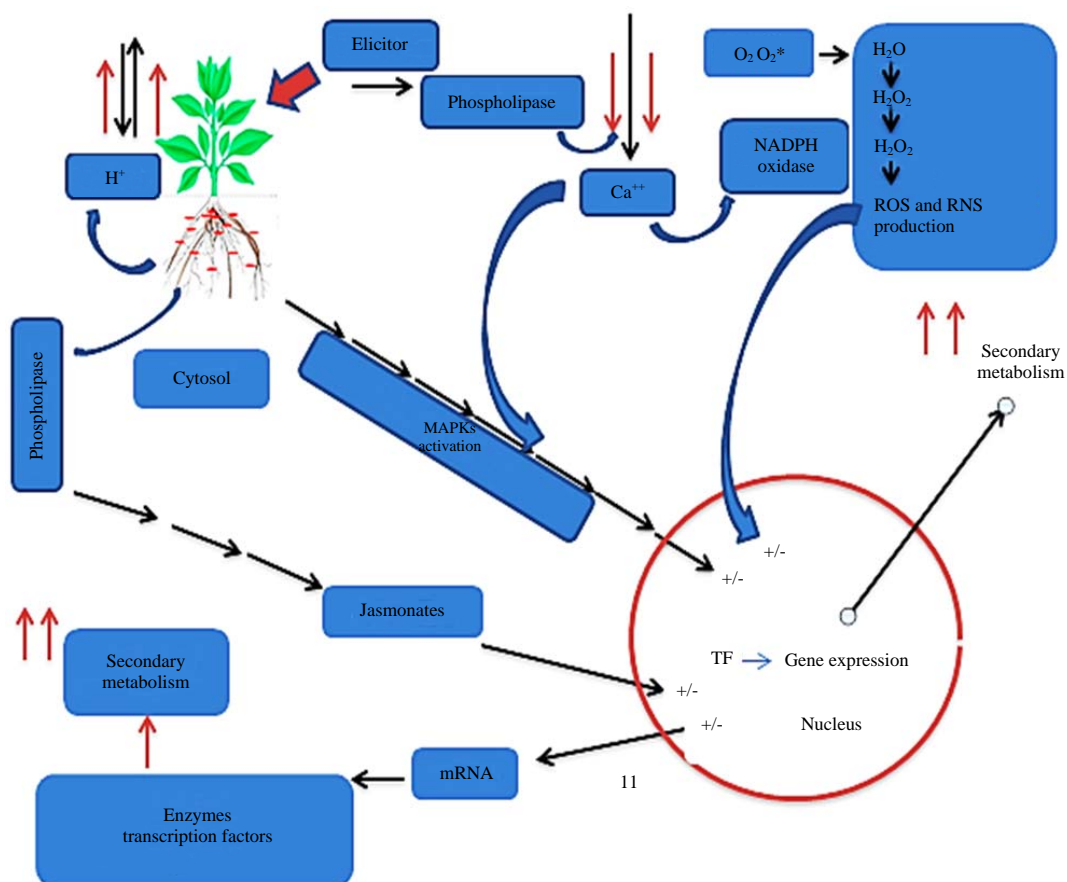 Elicitor
Phospholipase
O₂ O₂*
H₂O
H₂O₂
H₂O₂
ROS and RNS
production
NADPH
oxidase
H⁺
Ca⁺⁺
Secondary
metabolism
Phospholipase
Cytosol
MAPKs
activation
+/-
+/-
Jasmonates
TF
Gene expression
+/-
+/-
Nucleus
Secondary
metabolism
mRNA
11
Enzymes
transcription factors